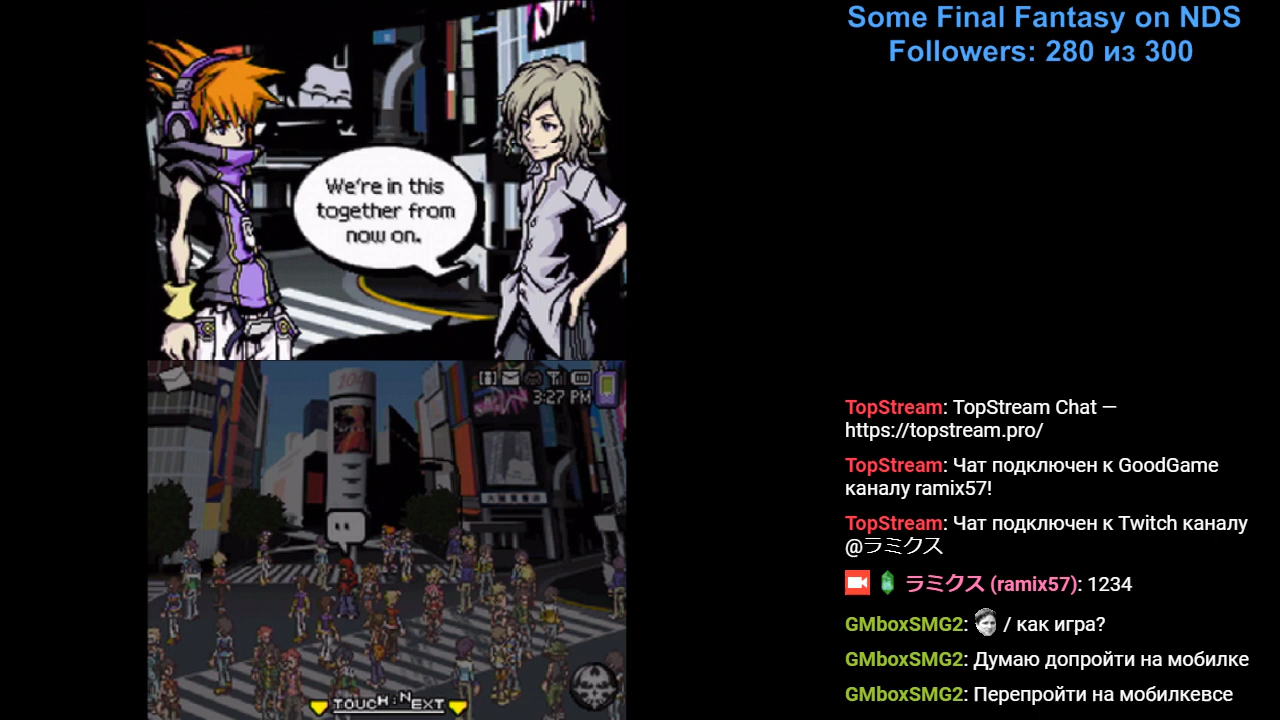 Some Final Fantasy on NDS
Followers: 280 из 300
We're in this
together from
now on.
104
3:27 PM
TOUCH : NEXT
TopStream: TopStream Chat —
https://topstream.pro/
TopStream: Чат подключен к GoodGame
каналу ramix57!
TopStream: Чат подключен к Twitch каналу
@ラミクス
ラミクス (ramix57): 1234
GMboxSMG2: / как игра?
GMboxSMG2: Думаю допройти на мобилке
GMboxSMG2: Перепройти на мобилкевсе